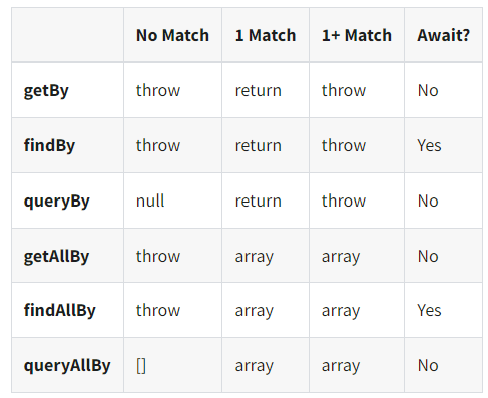 No Match 1 Match 1+ Match Await?
getBy throw return throw No
findBy throw return throw Yes
queryBy null return throw No
getAllBy throw array array No
findAllBy throw array array Yes
queryAllBy [] array array No